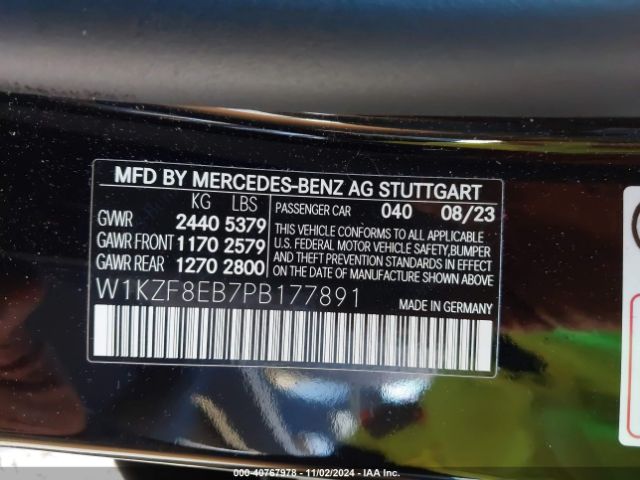 MFD BY MERCEDES-BENZ AG STUTTGART
KG LBS
GVWR 2440 5379
GAWR FRONT 1170 2579
GAWR REAR 1270 2800
PASSENGER CAR 040 08/23
THIS VEHICLE CONFORMS TO ALL APPLICABLE
U.S. FEDERAL MOTOR VEHICLE SAFETY, BUMPER
AND THEFT PREVENTION STANDARDS IN EFFECT
ON THE DATE OF MANUFACTURE SHOWN ABOVE
W1KZF8EB7PB177891
MADE IN GERMANY
000-40767978 - 11/02/2024 - IAA Inc.